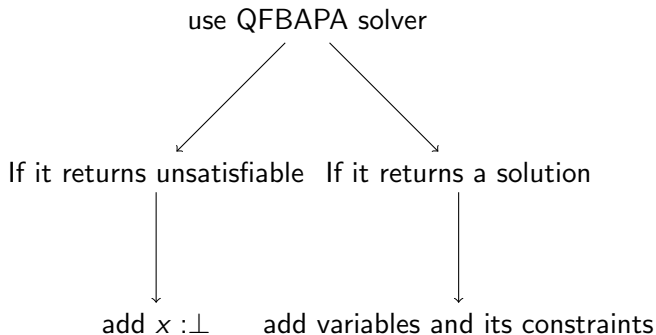 use QFBAPA solver
If it returns unsatisfiable
If it returns a solution
add x :⊥
add variables and its constraints